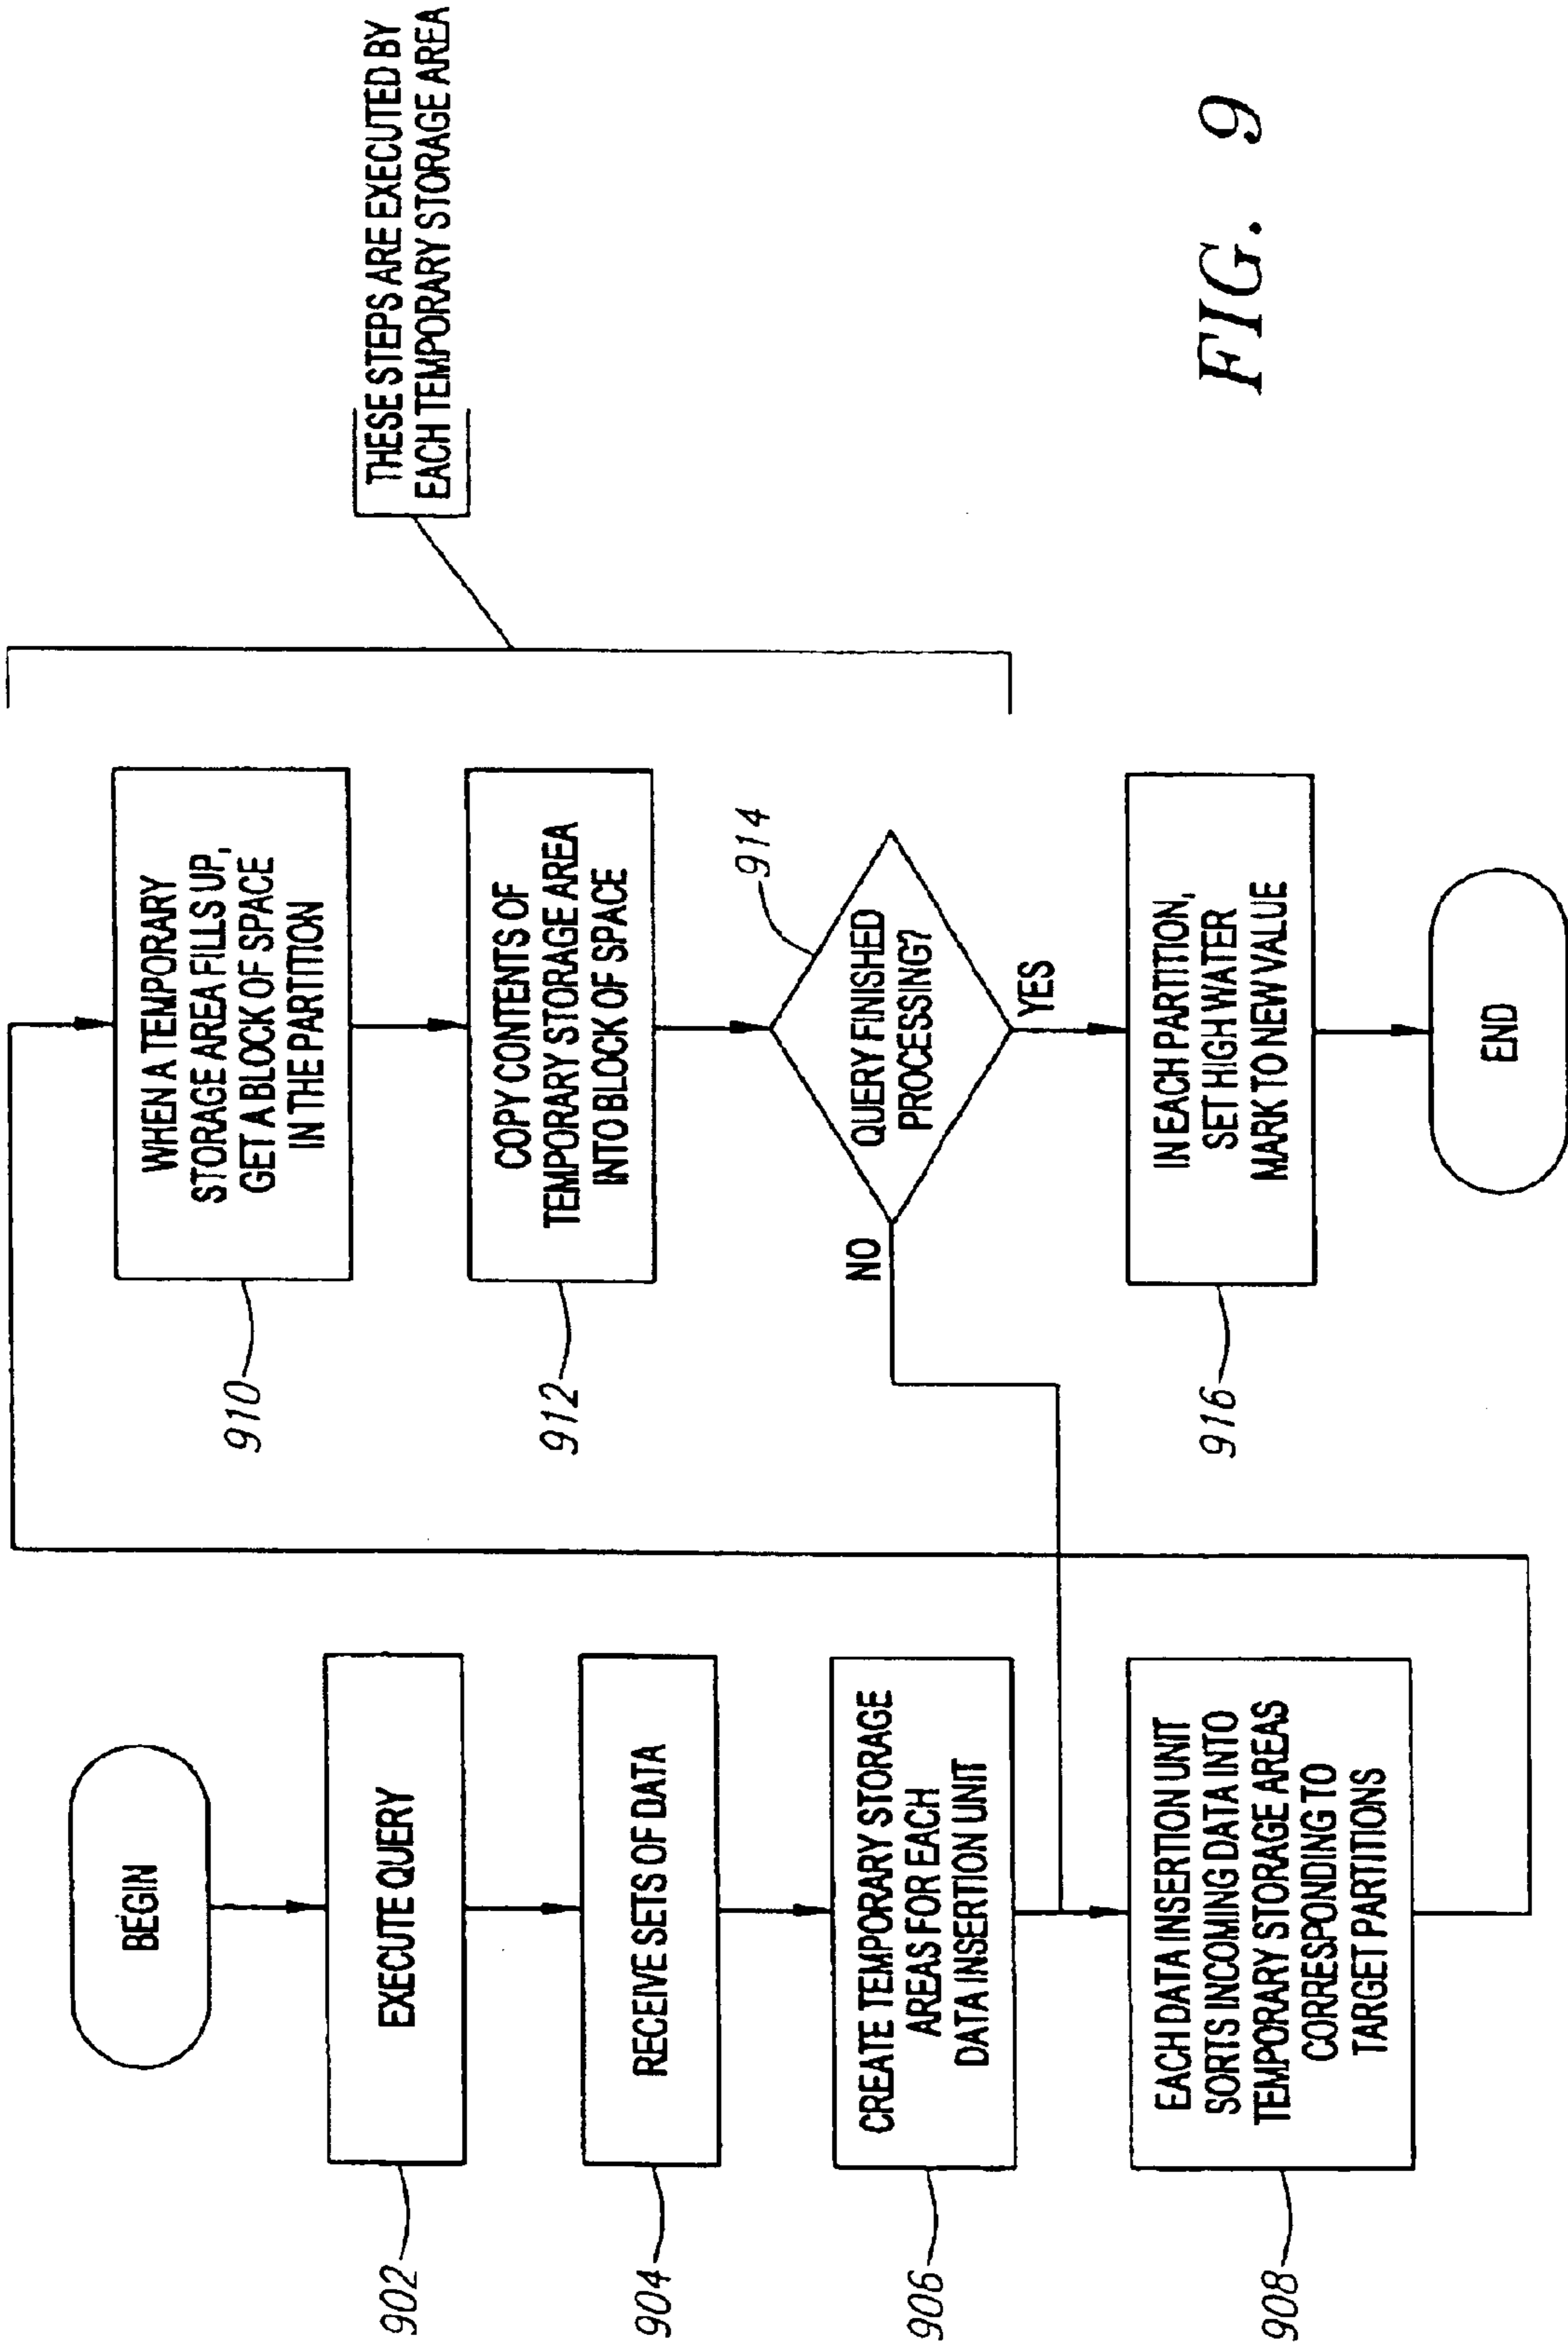 BEGIN
902
EXECUTE QUERY
904
RECEIVE SETS OF DATA
906
CREATE TEMPORARY STORAGE
AREAS FOR EACH
DATA INSERTION UNIT
908
EACH DATA INSERTION UNIT
SORTS INCOMING DATA INTO
TEMPORARY STORAGE AREAS
CORRESPONDING TO
TARGET PARTITIONS
910
WHEN A TEMPORARY
STORAGE AREA FILLS UP,
GET A BLOCK OF SPACE
IN THE PARTITION
912
COPY CONTENTS OF
TEMPORARY STORAGE AREA
INTO BLOCK OF SPACE
914
QUERY FINISHED
PROCESSING?
NO
YES
916
IN EACH PARTITION,
SET HIGH WATER
MARK TO NEW VALUE
END
THESE STEPS ARE EXECUTED BY
EACH TEMPORARY STORAGE AREA
FIG. 9